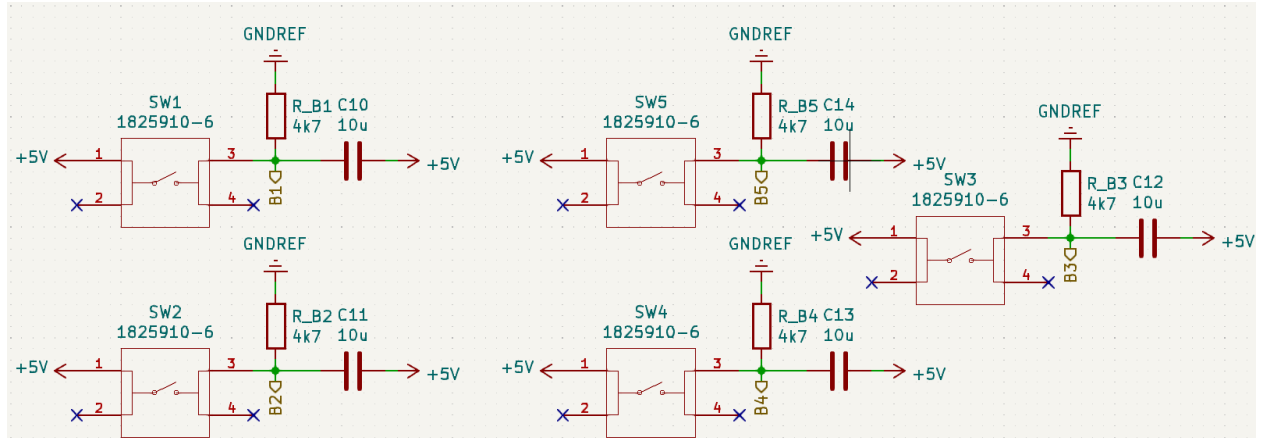 GNDREF
SW1
1825910-6
R_B1 C10
4k7 10u
+5V
1
3
+5V
2
4
B1
GNDREF
SW5
1825910-6
R_B5 C14
4k7 10u
+5V
1
3
+5V
2
4
B5
GNDREF
SW3
1825910-6
R_B3 C12
4k7 10u
+5V
1
3
+5V
2
4
B3
GNDREF
SW2
1825910-6
R_B2 C11
4k7 10u
+5V
1
3
+5V
2
4
B2
GNDREF
SW4
1825910-6
R_B4 C13
4k7 10u
+5V
1
3
+5V
2
4
B4